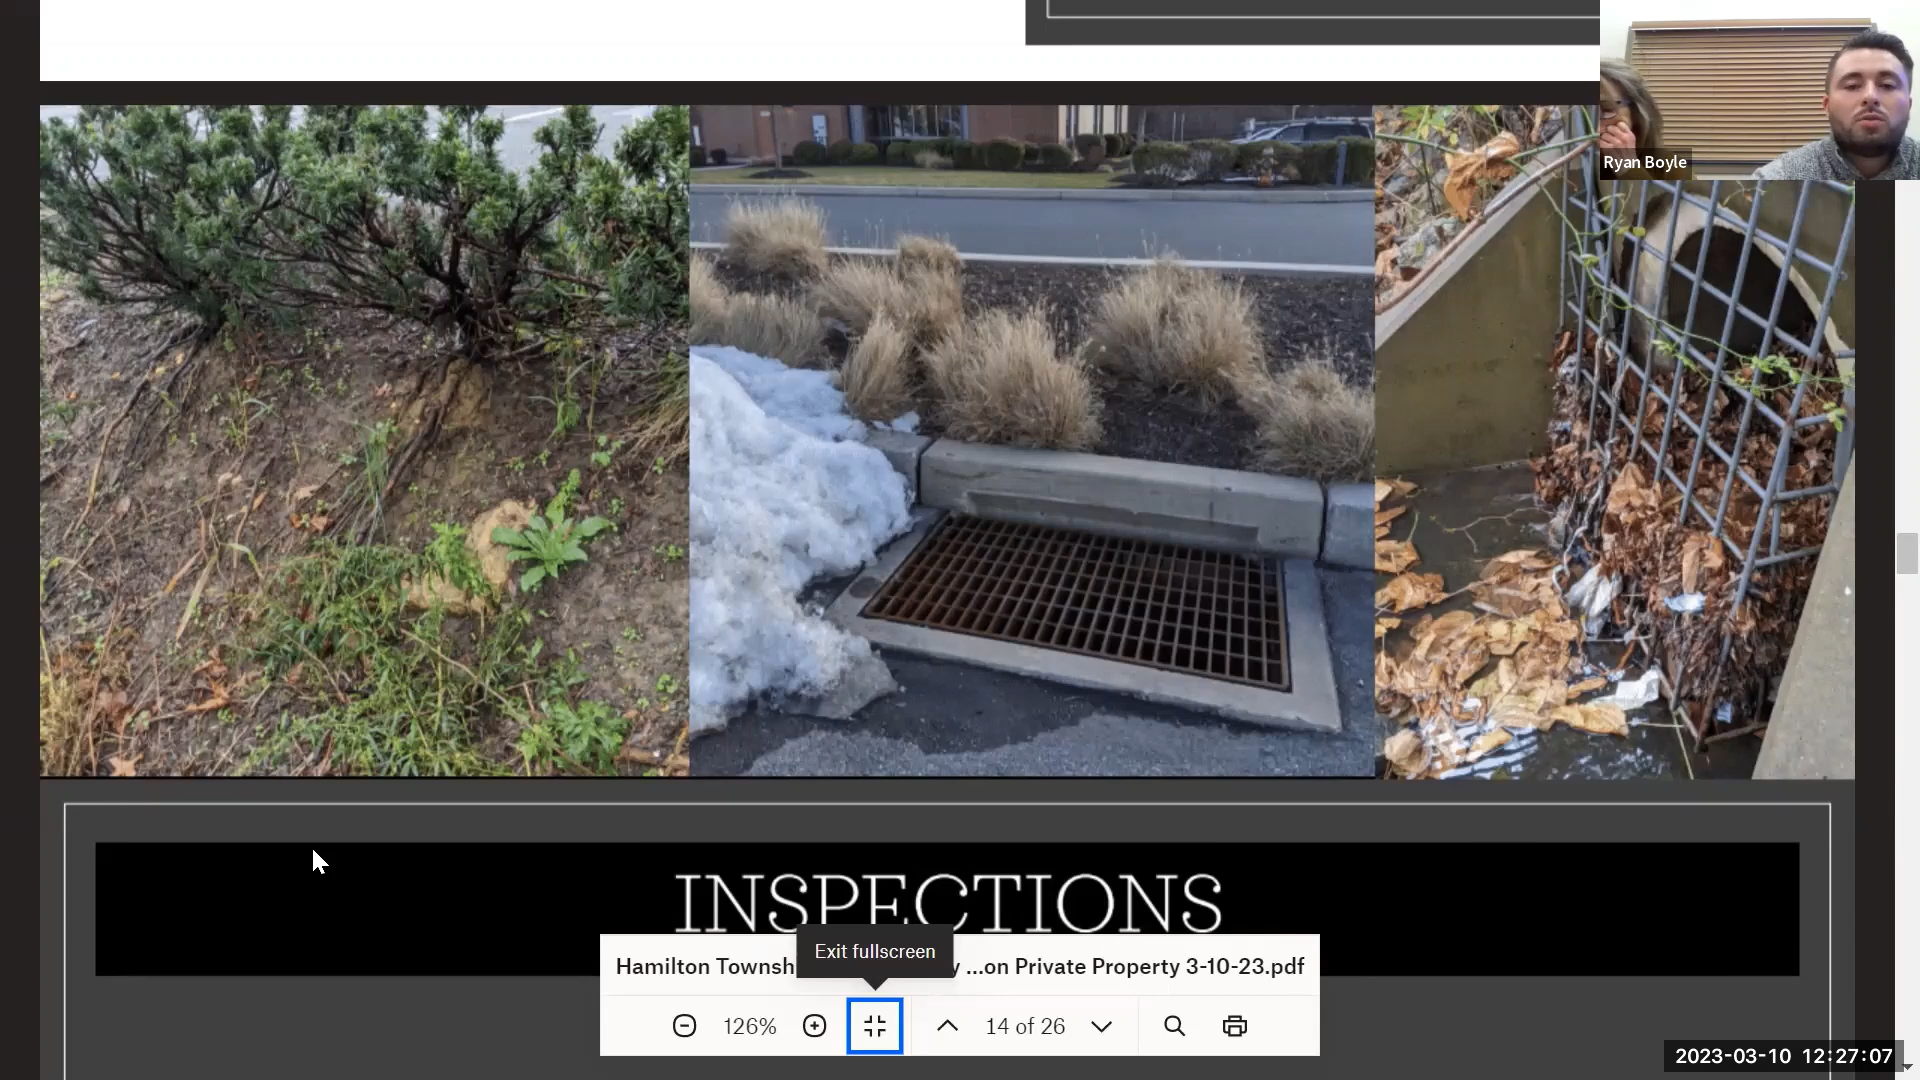 Ryan Boyle
INSPECTIONS
Exit fullscreen
Hamilton Townsh y ...on Private Property 3-10-23.pdf
126%
14 of 26
2023-03-10 12:27:07